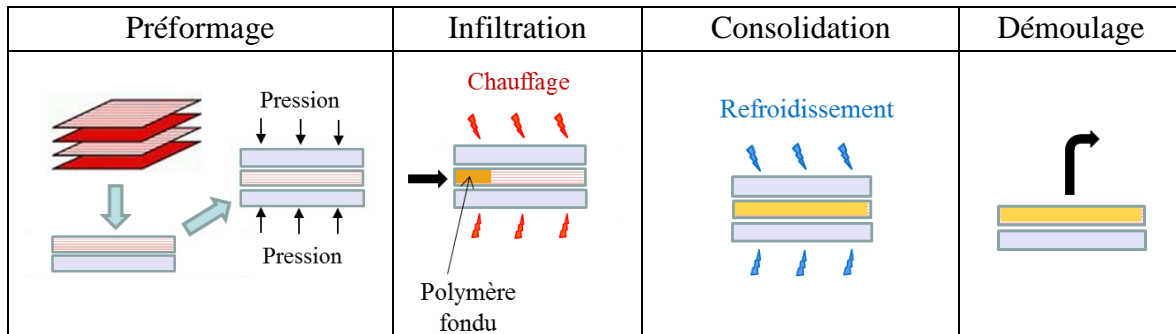 Préformage
Infiltration
Consolidation
Démoulage
Pression
Pression
Chauffage
Polymère
fondu
Refroidissement